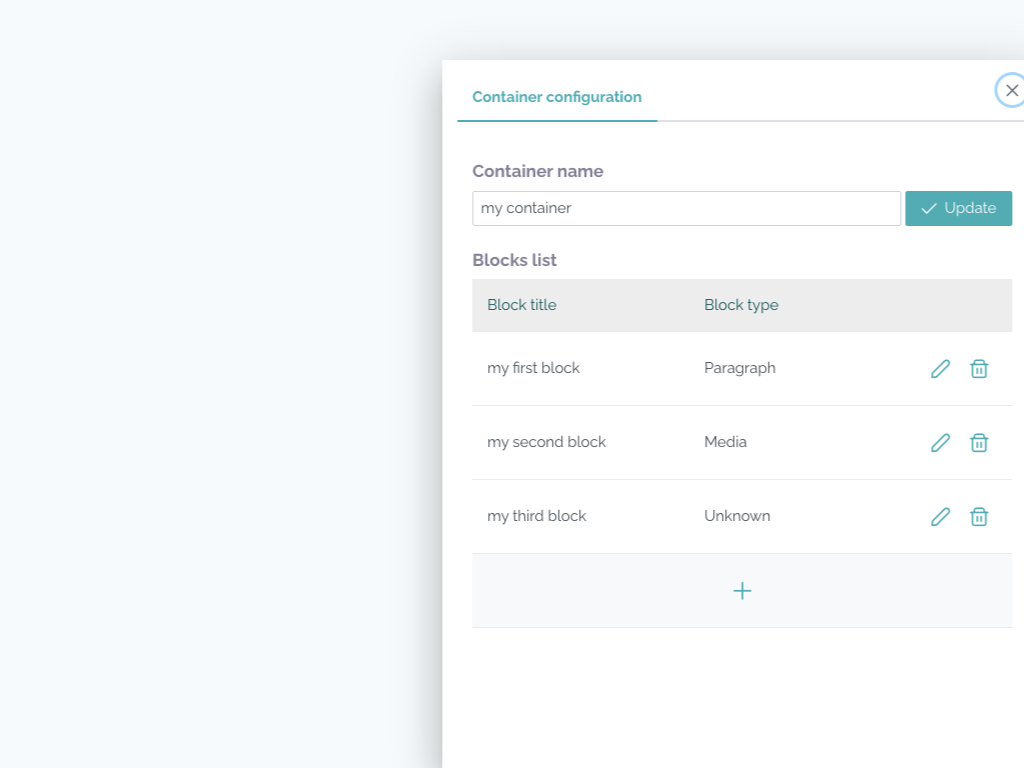 Container configuration
Container name
my container
Update
Blocks list
Block title Block type
my first block Paragraph
my second block Media
my third block Unknown